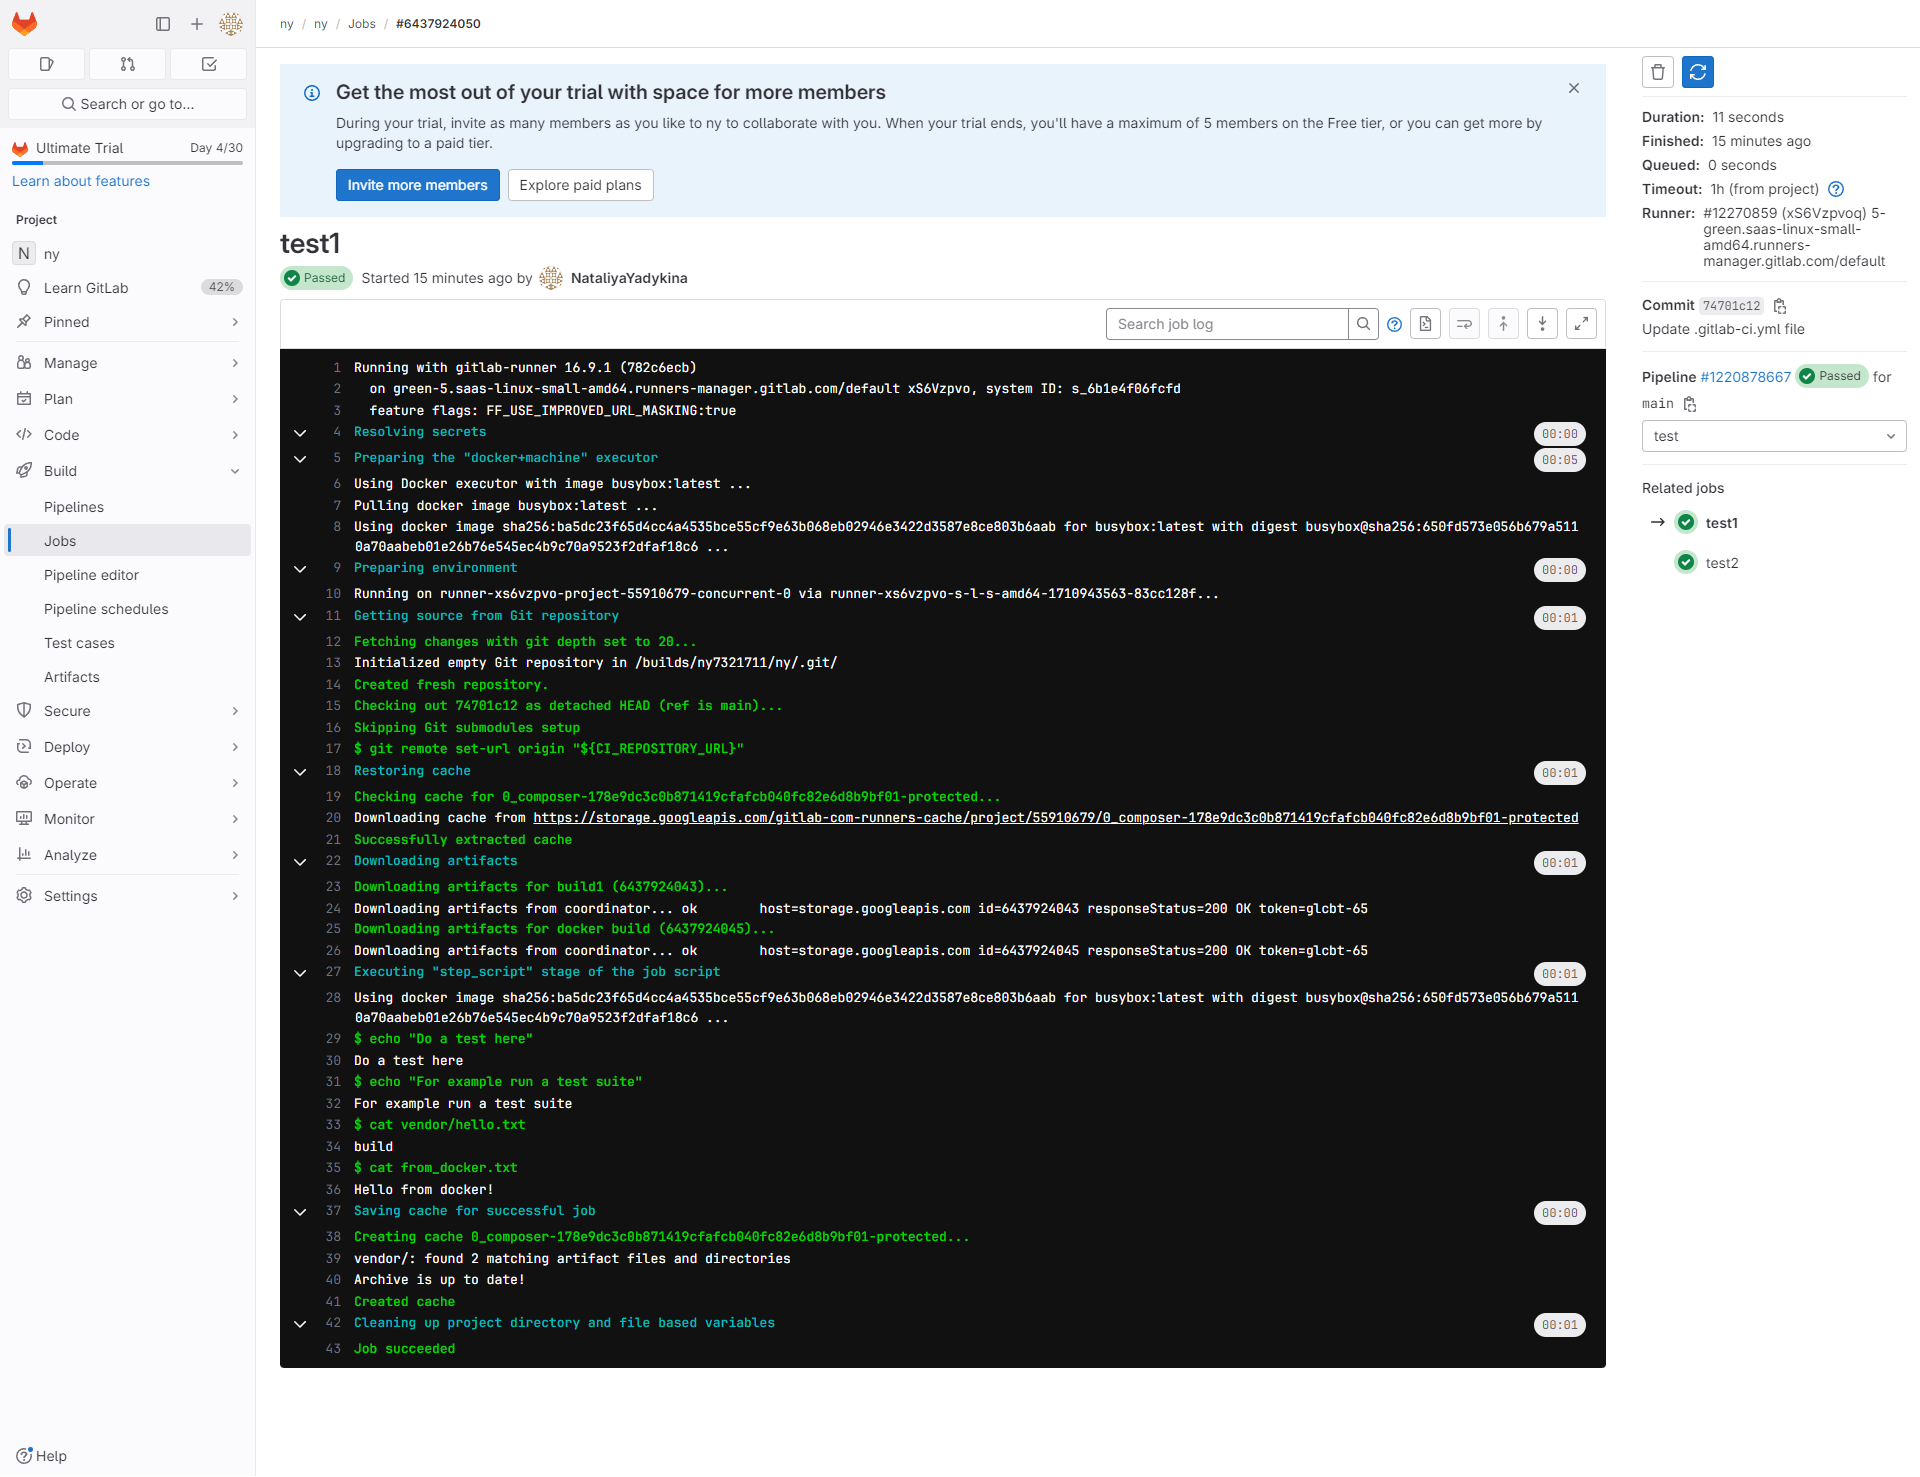 ny / ny / Jobs / #6437924050
Search or go to...
Ultimate Trial Day 4/30
Learn about features
Project
N ny
Learn GitLab 42%
Pinned
Manage
Plan
Code
Build
Pipelines
Jobs
Pipeline editor
Pipeline schedules
Test cases
Artifacts
Secure
Deploy
Operate
Monitor
Analyze
Settings
Help
Get the most out of your trial with space for more members
During your trial, invite as many members as you like to ny to collaborate with you. When your trial ends, you'll have a maximum of 5 members on the Free tier, or you can get more by
upgrading to a paid tier.
Invite more members Explore paid plans
test1
Passed Started 15 minutes ago by NataliyaYadykina
Search job log
1 Running with gitlab-runner 16.9.1 (782c6ecb)
2 on green-5.saas-linux-small-amd64.runners-manager.gitlab.com/default xS6Vzpvo, system ID: s_6b1e4f06fcfd
3 feature flags: FF_USE_IMPROVED_URL_MASKING:true
4 Resolving secrets 00:00
5 Preparing the "docker+machine" executor 00:05
6 Using Docker executor with image busybox:latest ...
7 Pulling docker image busybox:latest ...
8 Using docker image sha256:ba5dc23f65d4cc4a4535bce55cf9e63b068eb02946e3422d3587e8ce803b6aab for busybox:latest with digest busybox@sha256:650fd573e056b679a511
0a70aabeb01e26b76e545ec4b9c70a9523f2dfaf18c6 ...
9 Preparing environment 00:00
10 Running on runner-xs6vzpvo-project-55910679-concurrent-0 via runner-xs6vzpvo-s-l-s-amd64-1710943563-83cc128f...
11 Getting source from Git repository 00:01
12 Fetching changes with git depth set to 20...
13 Initialized empty Git repository in /builds/ny7321711/ny/.git/
14 Created fresh repository.
15 Checking out 74701c12 as detached HEAD (ref is main)...
16 Skipping Git submodules setup
17 $ git remote set-url origin "${CI_REPOSITORY_URL}"
18 Restoring cache 00:01
19 Checking cache for 0_composer-178e9dc3c0b871419cfafcb040fc82e6d8b9bf01-protected...
20 Downloading cache from https://storage.googleapis.com/gitlab-com-runners-cache/project/55910679/0_composer-178e9dc3c0b871419cfafcb040fc82e6d8b9bf01-protected
21 Successfully extracted cache
22 Downloading artifacts 00:01
23 Downloading artifacts for build1 (6437924043)...
24 Downloading artifacts from coordinator... ok host=storage.googleapis.com id=6437924043 responseStatus=200 OK token=glcbt-65
25 Downloading artifacts for docker build (6437924045)...
26 Downloading artifacts from coordinator... ok host=storage.googleapis.com id=6437924045 responseStatus=200 OK token=glcbt-65
27 Executing "step_script" stage of the job script 00:01
28 Using docker image sha256:ba5dc23f65d4cc4a4535bce55cf9e63b068eb02946e3422d3587e8ce803b6aab for busybox:latest with digest busybox@sha256:650fd573e056b679a511
0a70aabeb01e26b76e545ec4b9c70a9523f2dfaf18c6 ...
29 $ echo "Do a test here"
30 Do a test here
31 $ echo "For example run a test suite"
32 For example run a test suite
33 $ cat vendor/hello.txt
34 build
35 $ cat from_docker.txt
36 Hello from docker!
37 Saving cache for successful job 00:00
38 Creating cache 0_composer-178e9dc3c0b871419cfafcb040fc82e6d8b9bf01-protected...
39 vendor/: found 2 matching artifact files and directories
40 Archive is up to date!
41 Created cache
42 Cleaning up project directory and file based variables 00:01
43 Job succeeded
Duration: 11 seconds
Finished: 15 minutes ago
Queued: 0 seconds
Timeout: 1h (from project)
Runner: #12270859 (xS6Vzpvoq) 5-
green.saas-linux-small-
amd64.runners-
manager.gitlab.com/default
Commit 74701c12
Update .gitlab-ci.yml file
Pipeline #1220878667 Passed for
main
test
Related jobs
→ test1
test2